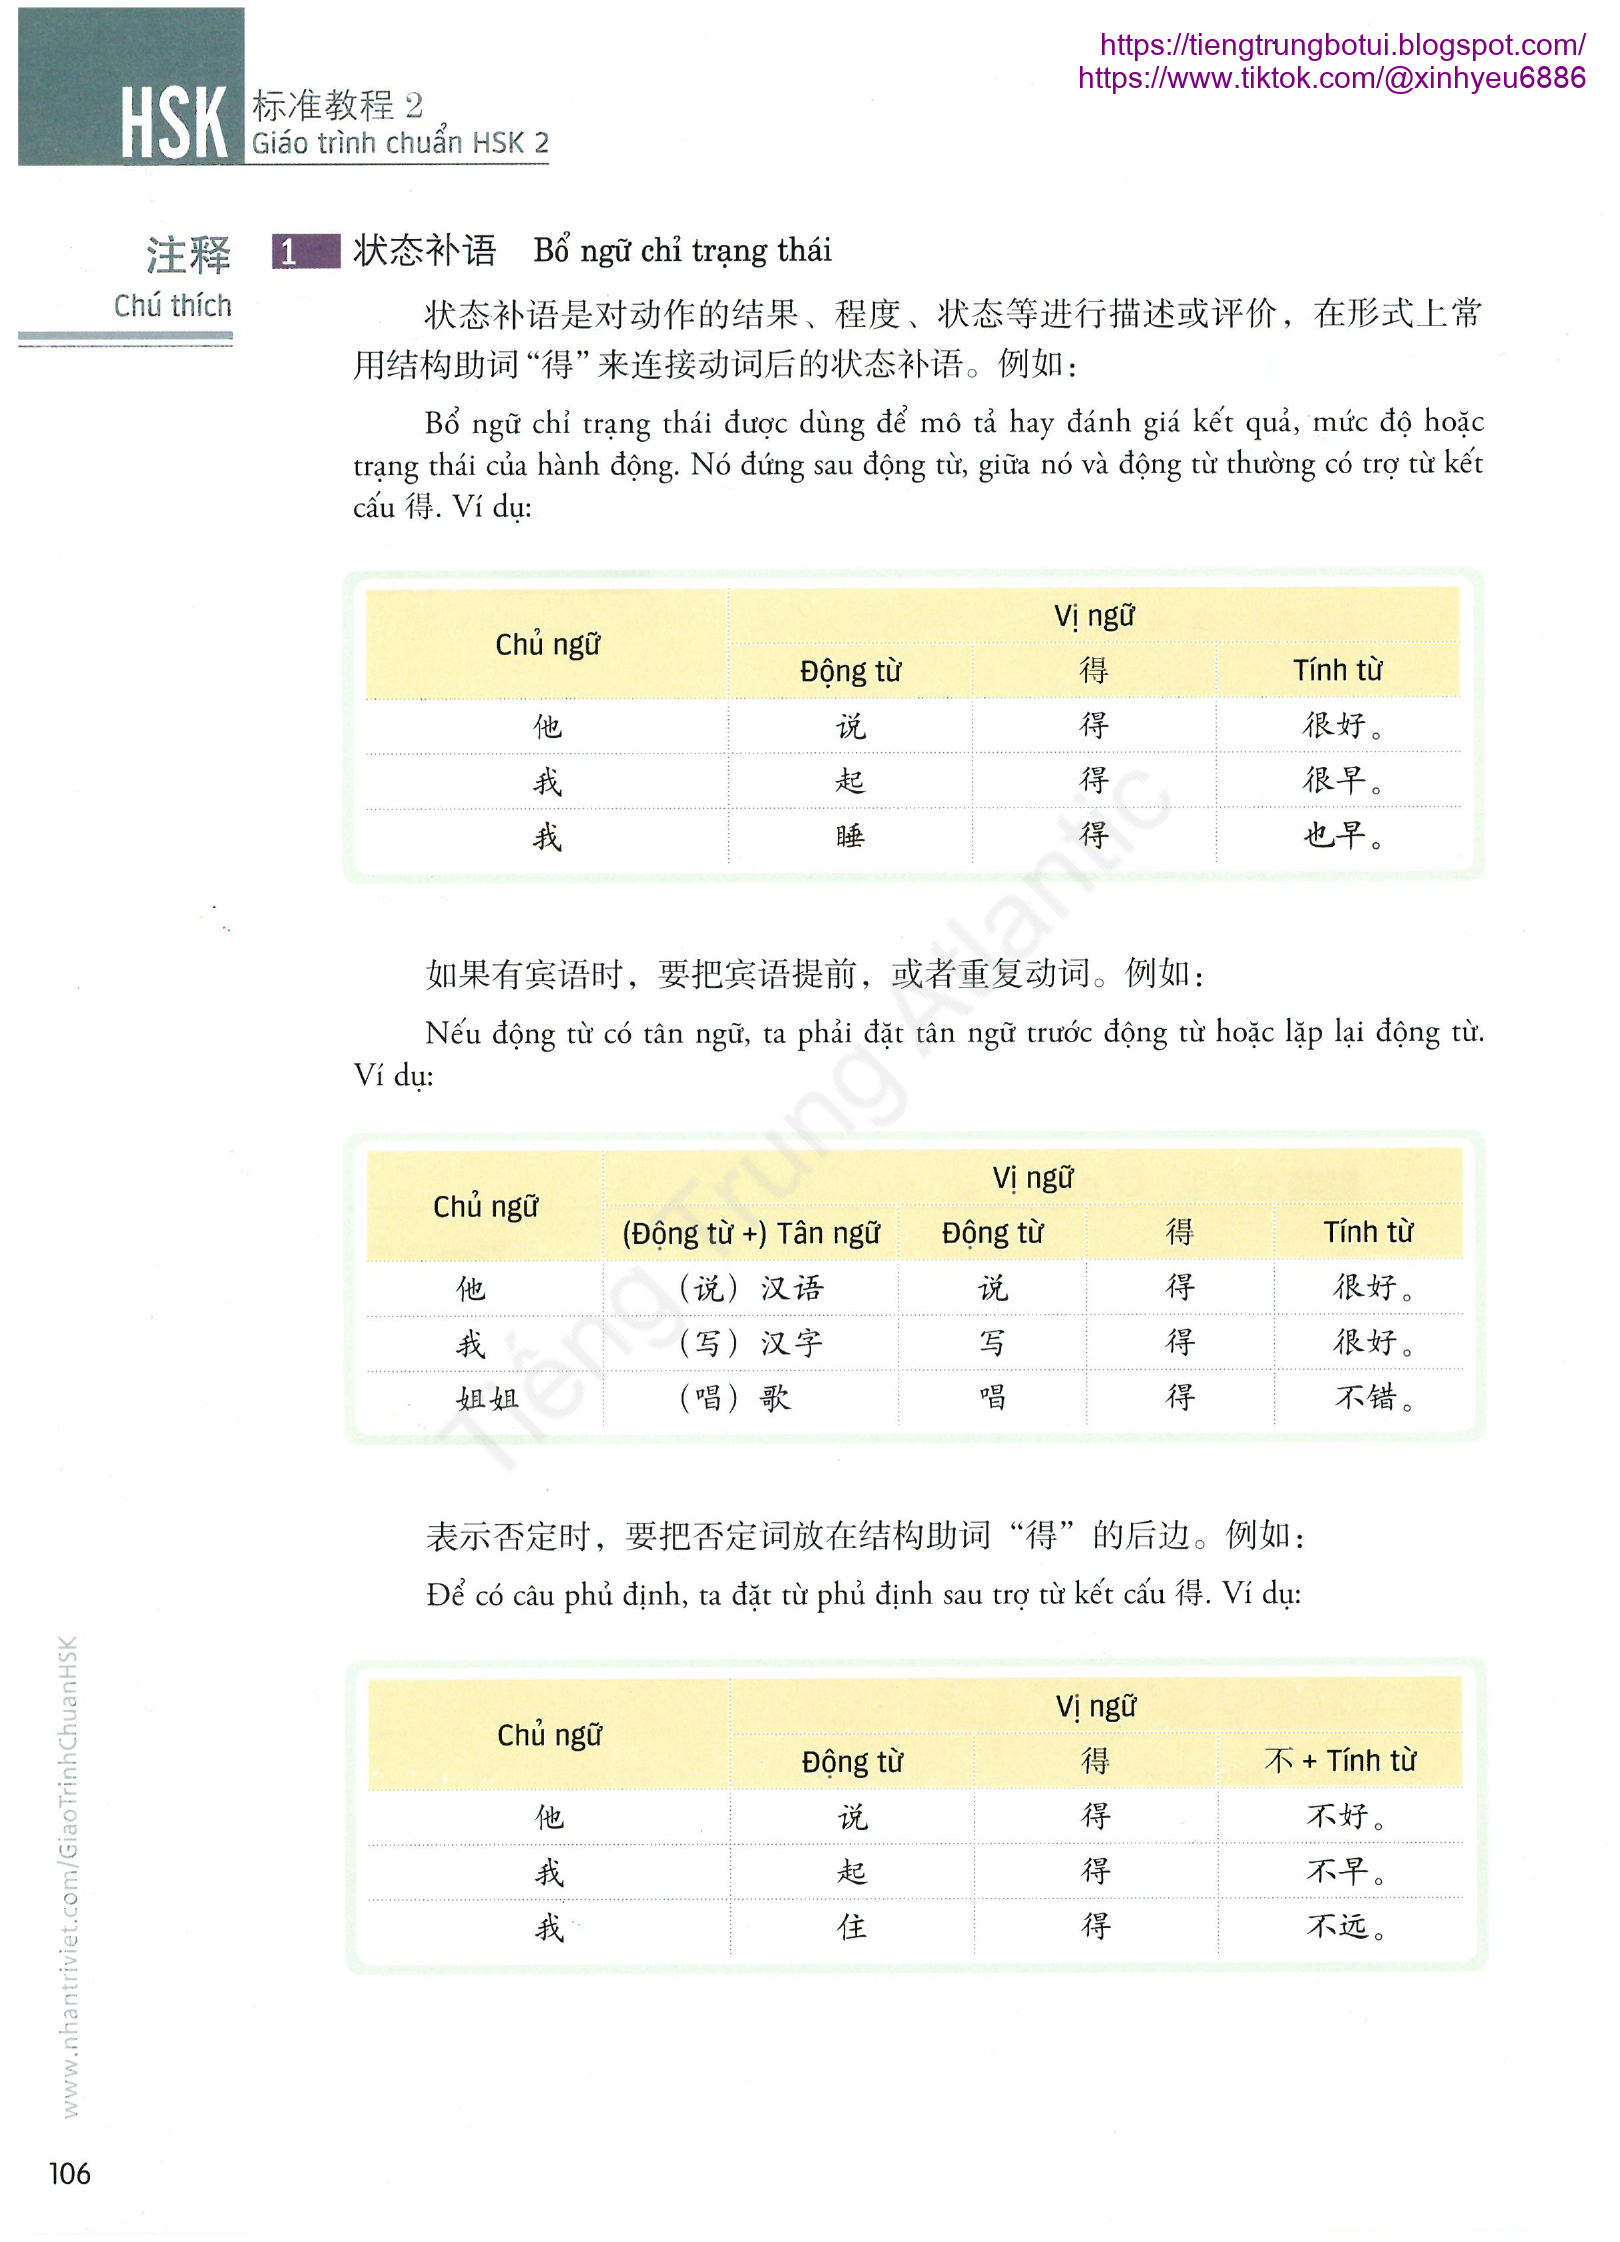 https://tiengtrungbotui.blogspot.com/
https://www.tiktok.com/@xinhyeu6886
HSK 标准教程 2
Giáo trình chuẩn HSK 2
注释
Chú thích
1 状态补语 Bổ ngữ chỉ trạng thái
状态补语是对动作的结果、程度、状态等进行描述或评价，在形式上常
用结构助词“得”来连接动词后的状态补语。例如：
Bổ ngữ chỉ trạng thái được dùng để mô tả hay đánh giá kết quả, mức độ hoặc
trạng thái của hành động. Nó đứng sau động từ, giữa nó và động từ thường có trợ từ kết
cấu 得. Ví dụ:
Chủ ngữ
Vị ngữ
Động từ 得 Tính từ
他 说 得 很好。
我 起 得 很早。
我 睡 得 也早。
如果有宾语时，要把宾语提前，或者重复动词。例如：
Nếu động từ có tân ngữ, ta phải đặt tân ngữ trước động từ hoặc lặp lại động từ.
Ví dụ:
Chủ ngữ
Vị ngữ
(Động từ +) Tân ngữ Động từ 得 Tính từ
他 （说）汉语 说 得 很好。
我 （写）汉字 写 得 很好。
姐姐 （唱）歌 唱 得 不错。
表示否定时，要把否定词放在结构助词“得”的后边。例如：
Để có câu phủ định, ta đặt từ phủ định sau trợ từ kết cấu 得. Ví dụ:
Chủ ngữ
Vị ngữ
Động từ 得 不 + Tính từ
他 说 得 不好。
我 起 得 不早。
我 住 得 不远。
Tiếng Trung Atlantic
www.nhantriviet.com/GiaoTrinhChuanHSK
106